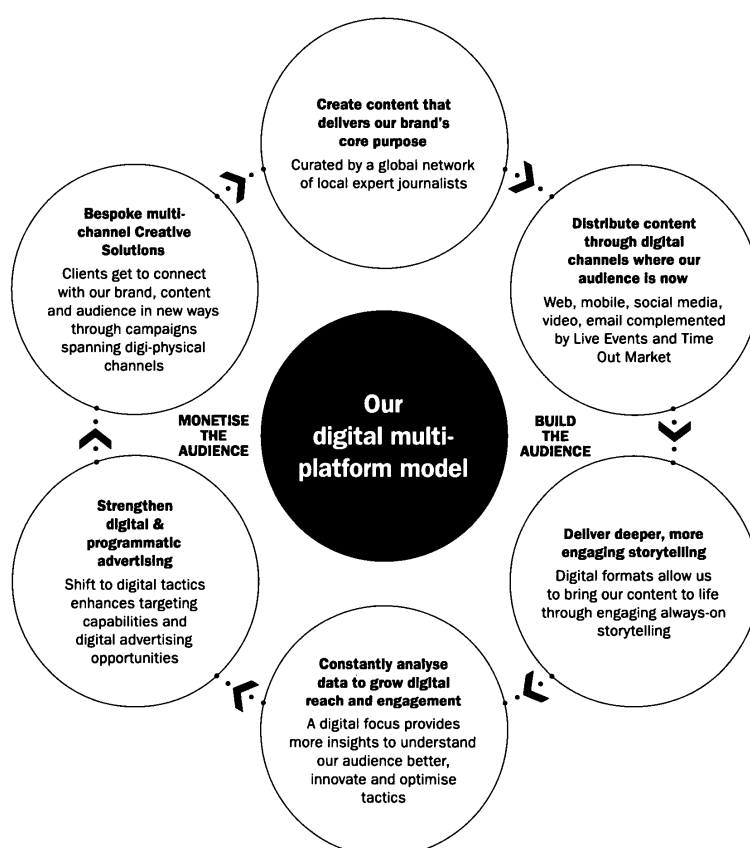 Create content that
delivers our brand's
core purpose
Curated by a global network
of local expert journalists
Distribute content
through digital
channels where our
audience is now
Web, mobile, social media,
video, email complemented
by Live Events and Time
Out Market
BUILD
THE
AUDIENCE
Deliver deeper, more
engaging storytelling
Digital formats allow us
to bring our content to life
through engaging always-on
storytelling
Constantly analyse
data to grow digital
reach and engagement
A digital focus provides
more insights to understand
our audience better,
innovate and optimise
tactics
Strengthen
digital &
programmatic
advertising
Shift to digital tactics
enhances targeting
capabilities and
digital advertising
opportunities
MONETISE
THE
AUDIENCE
Bespoke multi-
channel Creative
Solutions
Clients get to connect
with our brand, content
and audience in new ways
through campaigns
spanning digi-physical
channels
Our
digital multi-
platform model